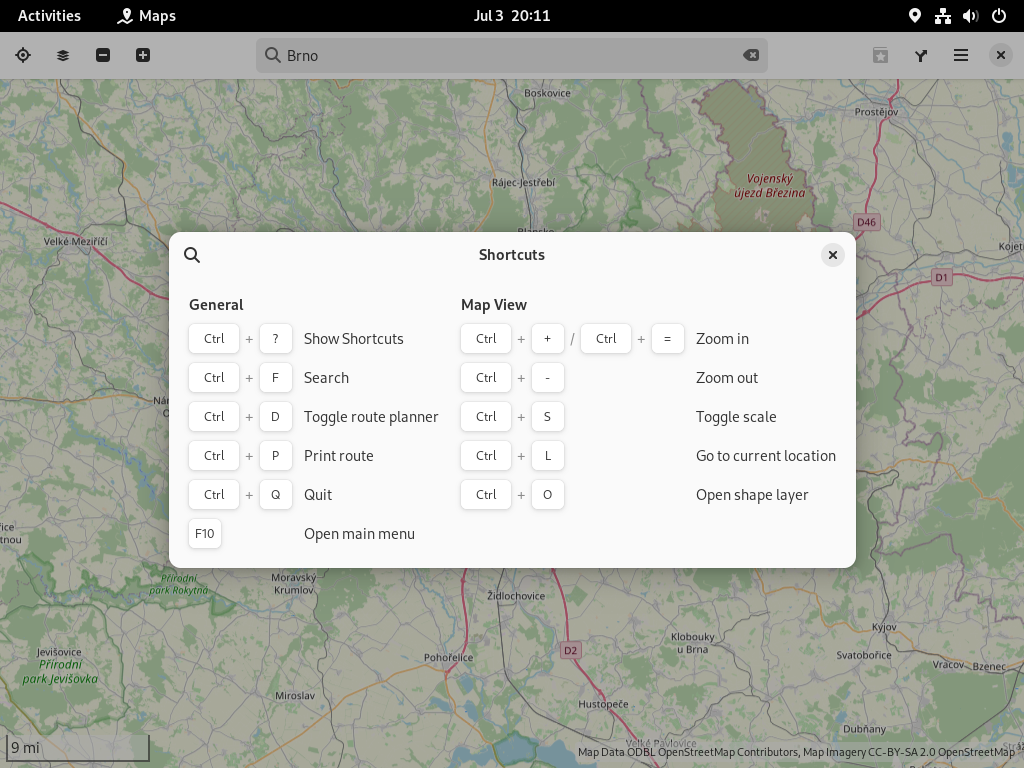 Activities Maps Jul 3 20:11
Brno
Boskovice
Prostějov
Rájec-Jestřebí
Vojenský
újezd Březina
D46
Velké Meziříčí
D1
Shortcuts
General
Ctrl + ? Show Shortcuts
Ctrl + F Search
Ctrl + D Toggle route planner
Ctrl + P Print route
Ctrl + Q Quit
F10 Open main menu
Map View
Ctrl + + / Ctrl + = Zoom in
Ctrl + - Zoom out
Ctrl + S Toggle scale
Ctrl + L Go to current location
Ctrl + O Open shape layer
Přírodní
park Rokytná
Moravský
Krumlov
Židlochovice
Kyjov
Klobouky
u Brna
D2
Jevišovice
Přírodní
park Jevišovka
Pohořelice
Svatobořice
Vracov
Bzenec
Miroslav
Hustopeče
Dubňany
Velké Pavlovice
9 mi
Map Data ODBL OpenStreetMap Contributors, Map Imagery CC-BY-SA 2.0 OpenStreetMap